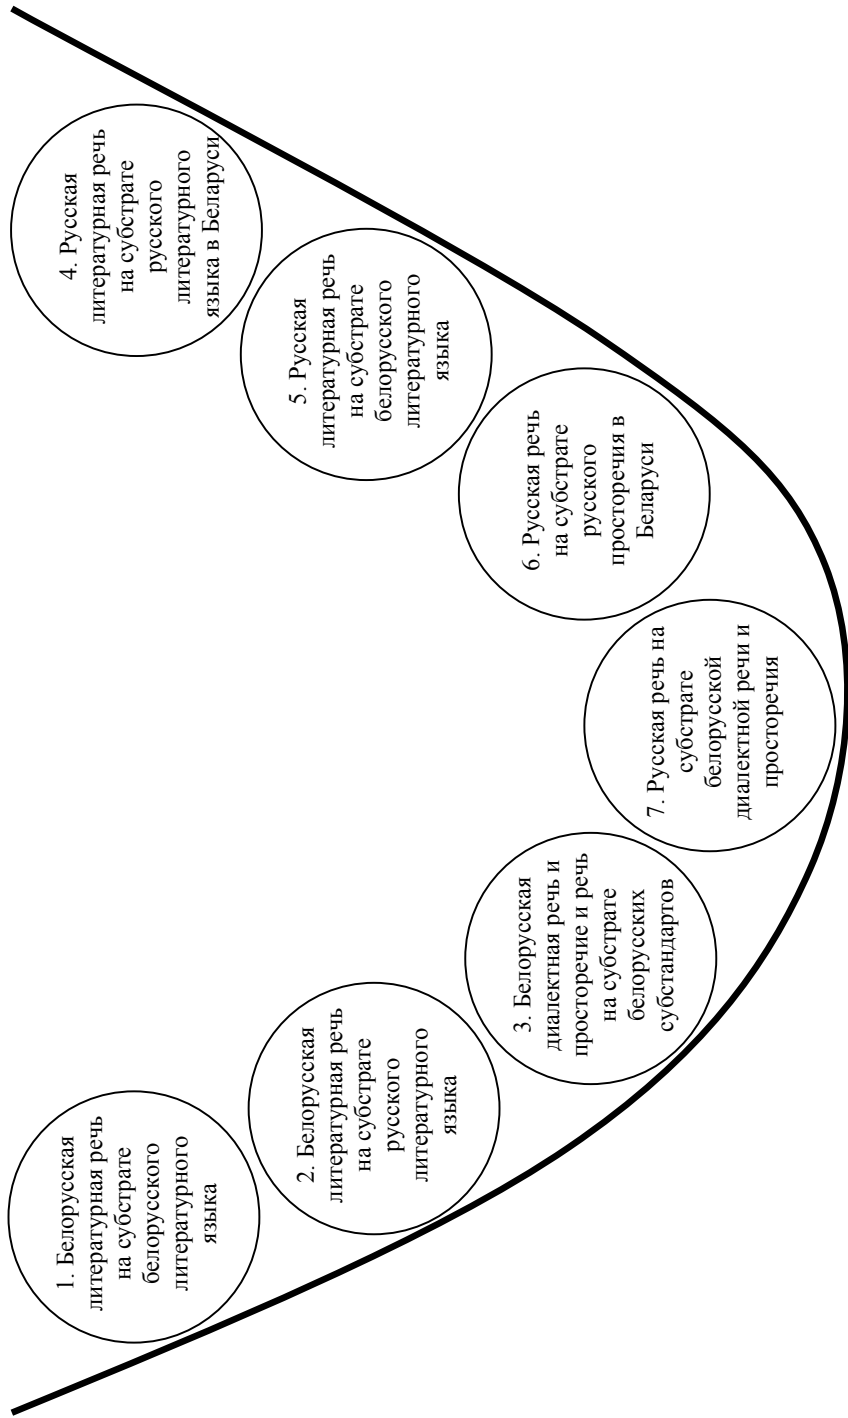 1. Белорусская
литературная речь
на субстрате
белорусского
литературного
языка
2. Белорусская
литературная речь
на субстрате
русского
литературного
языка
3. Белорусская
диалектная речь и
просторечие и речь
на субстрате
белорусских
субстандартов
7. Русская речь на
субстрате
белорусской
диалектной речи и
просторечия
6. Русская речь
на субстрате
русского
просторечия в
Беларуси
5. Русская
литературная речь
на субстрате
белорусского
литературного
языка
4. Русская
литературная речь
на субстрате
русского
литературного
языка в Беларуси